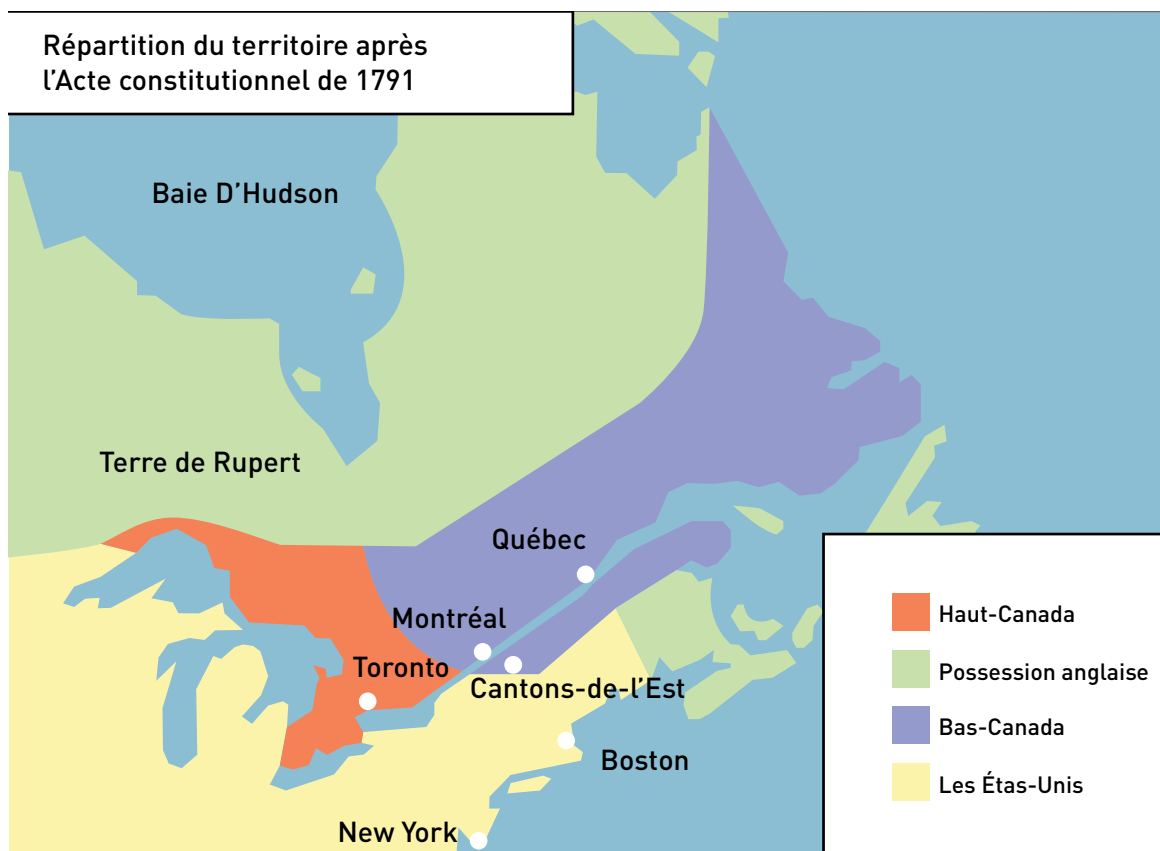 Répartition du territoire après
l'Acte constitutionnel de 1791
Baie D'Hudson
Terre de Rupert
Québec
Montréal
Toronto
Cantons-de-l'Est
Boston
New York
Haut-Canada
Possession anglaise
Bas-Canada
Les Étas-Unis